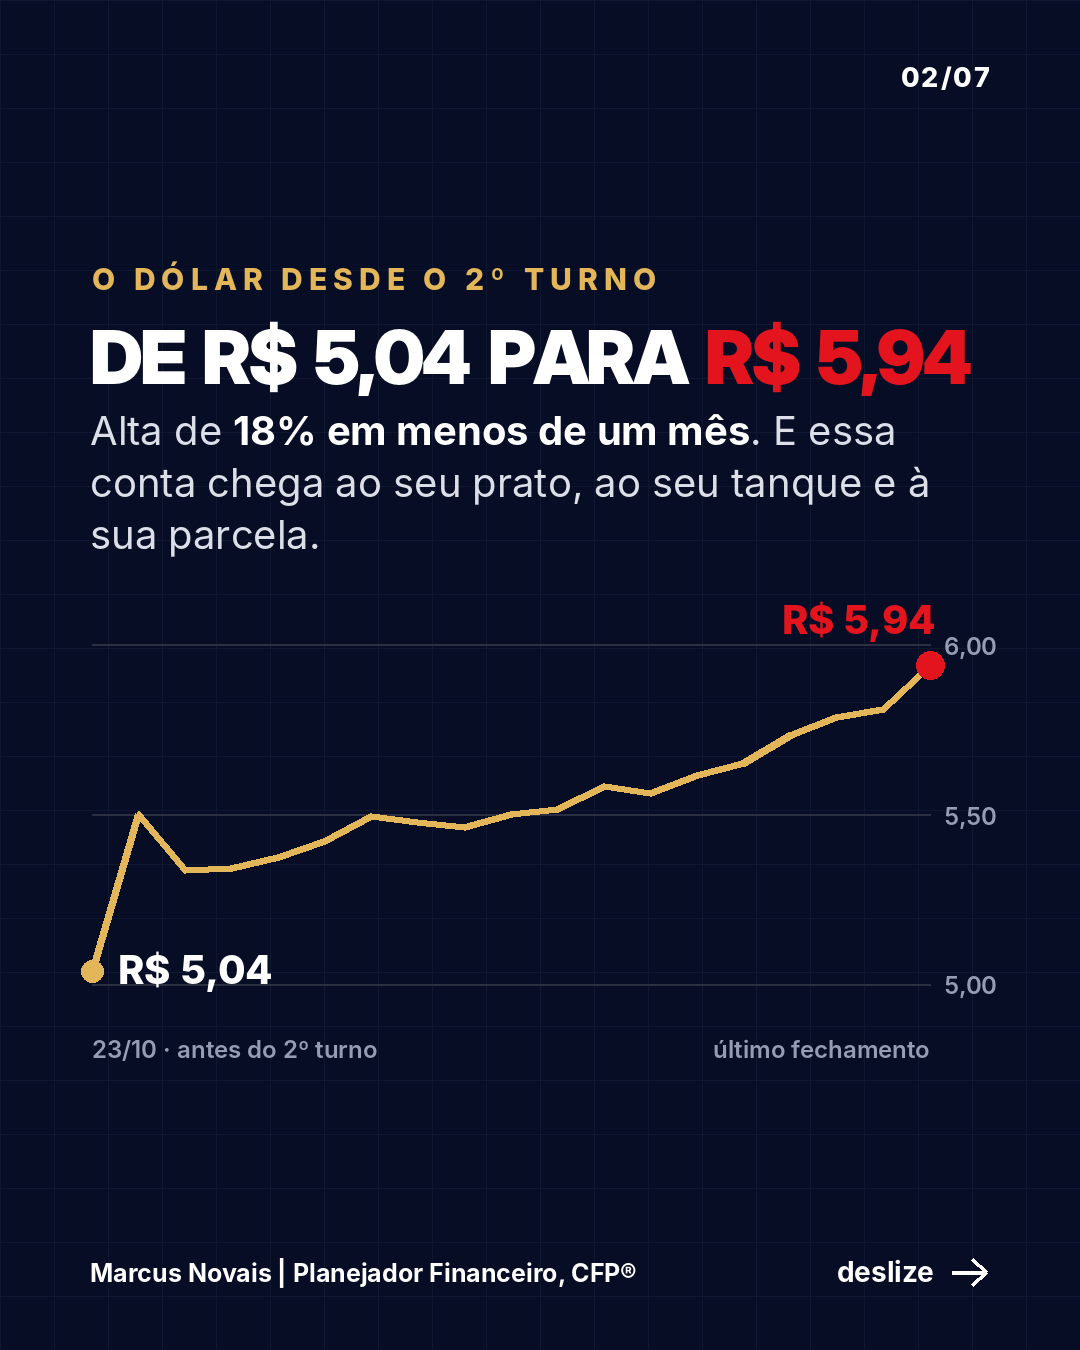 02/07
O DÓLAR DESDE O 2º TURNO
DE R$ 5,04 PARA R$ 5,94
Alta de 18% em menos de um mês. E essa
conta chega ao seu prato, ao seu tanque e à
sua parcela.
R$ 5,94
6,00
5,50
R$ 5,04
5,00
23/10 · antes do 2º turno
último fechamento
Marcus Novais | Planejador Financeiro, CFP®
deslize →